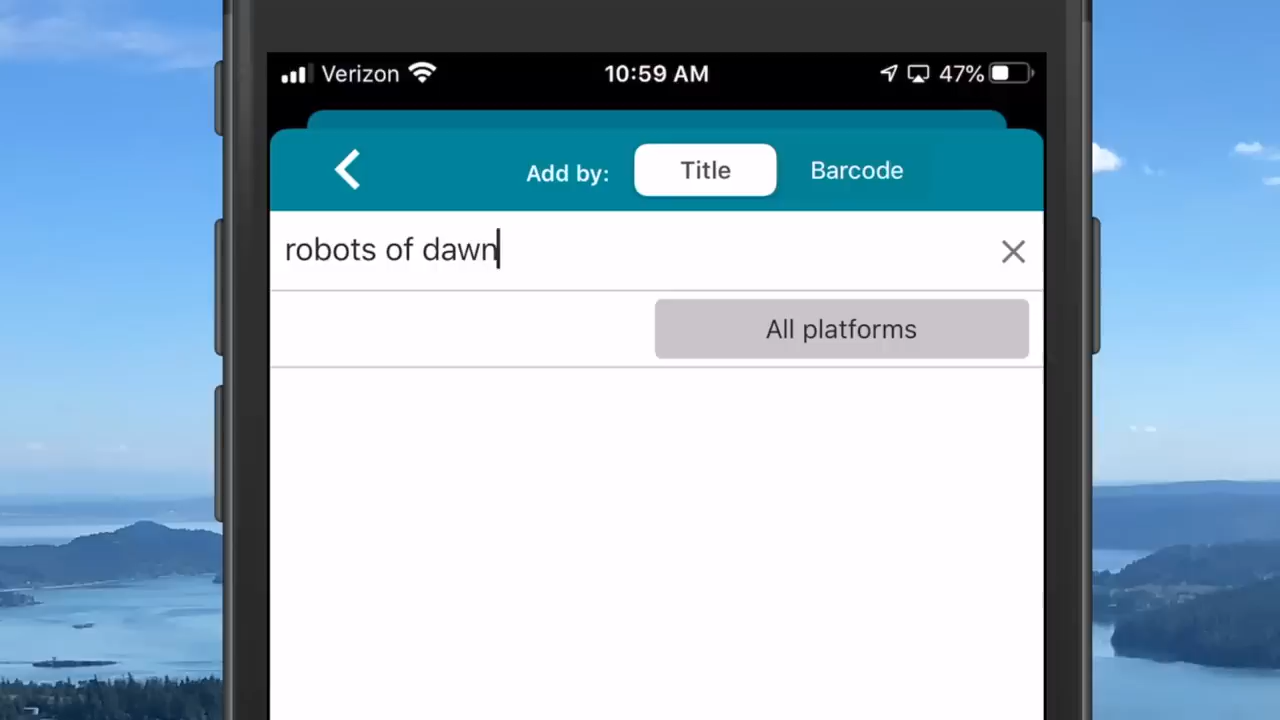 Verizon 10:59 AM 47%
Add by: Title Barcode
robots of dawn
All platforms